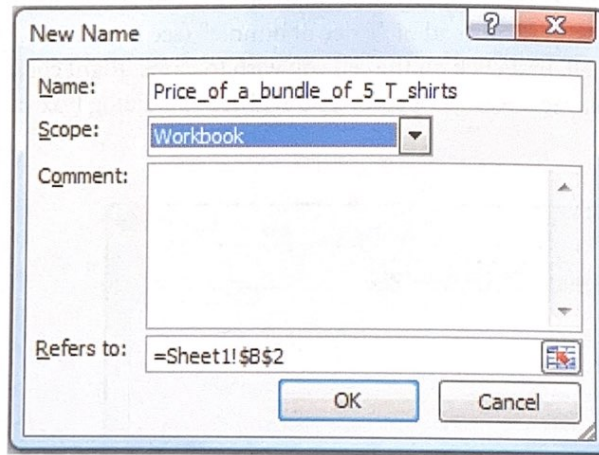 New Name
Name: Price_of_a_bundle_of_5_T_shirts
Scope: Workbook
Comment:
Refers to: =Sheet1!$B$2
OK Cancel